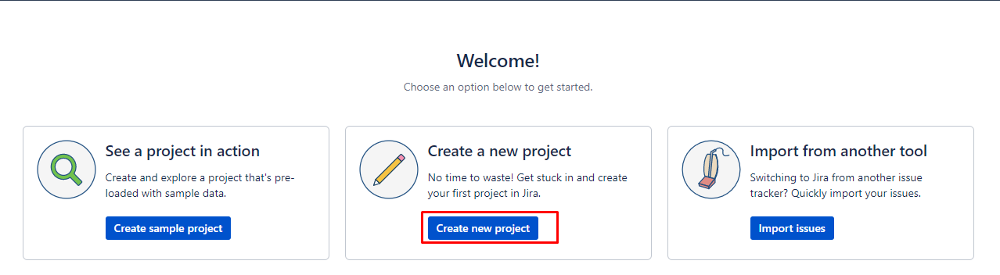 Welcome!
Choose an option below to get started.
See a project in action
Create and explore a project that's pre-
loaded with sample data.
Create sample project
Create a new project
No time to waste! Get stuck in and create
your first project in Jira.
Create new project
Import from another tool
Switching to Jira from another issue
tracker? Quickly import your issues.
Import issues